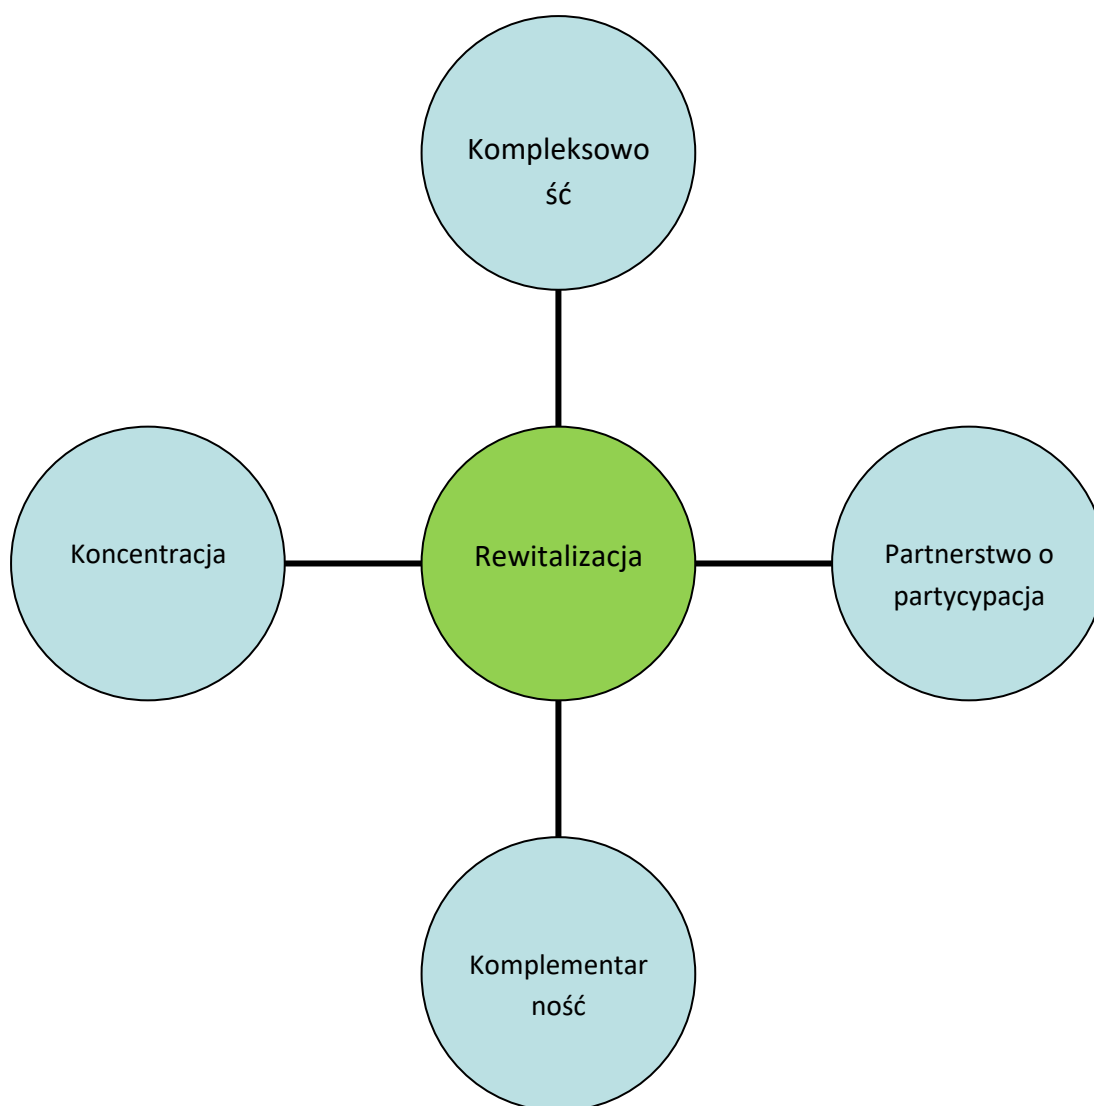 Kompleksowo
ść
Koncentracja
Rewitalizacja
Partnerstwo o
partycypacja
Komplementar
ność